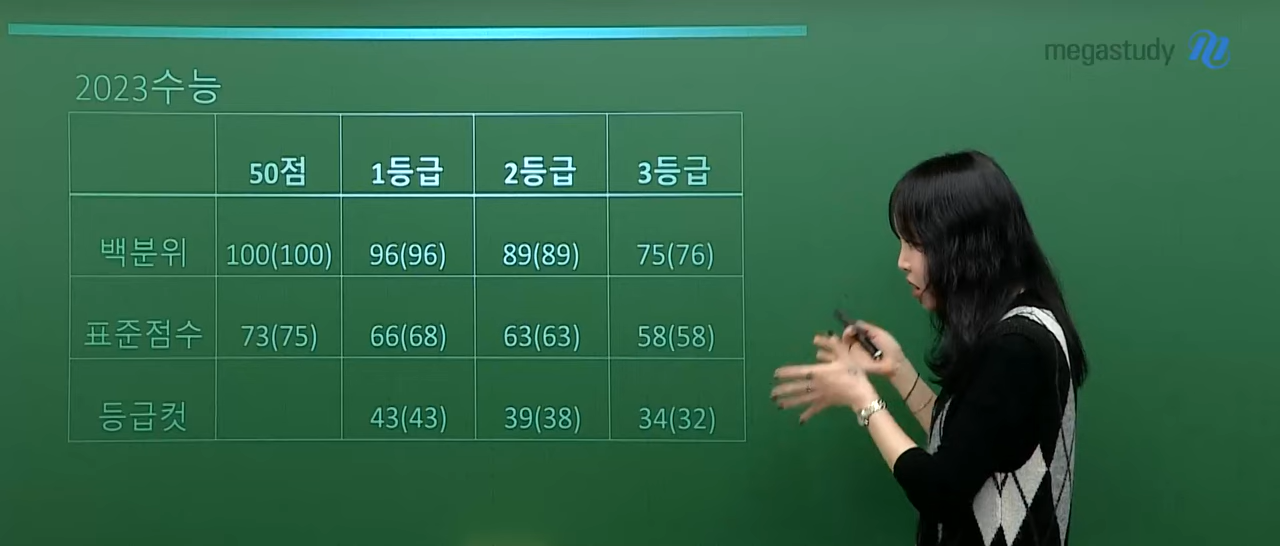 megastudy
2023수능
50점 1등급 2등급 3등급
백분위 100(100) 96(96) 89(89) 75(76)
표준점수 73(75) 66(68) 63(63) 58(58)
등급컷 43(43) 39(38) 34(32)